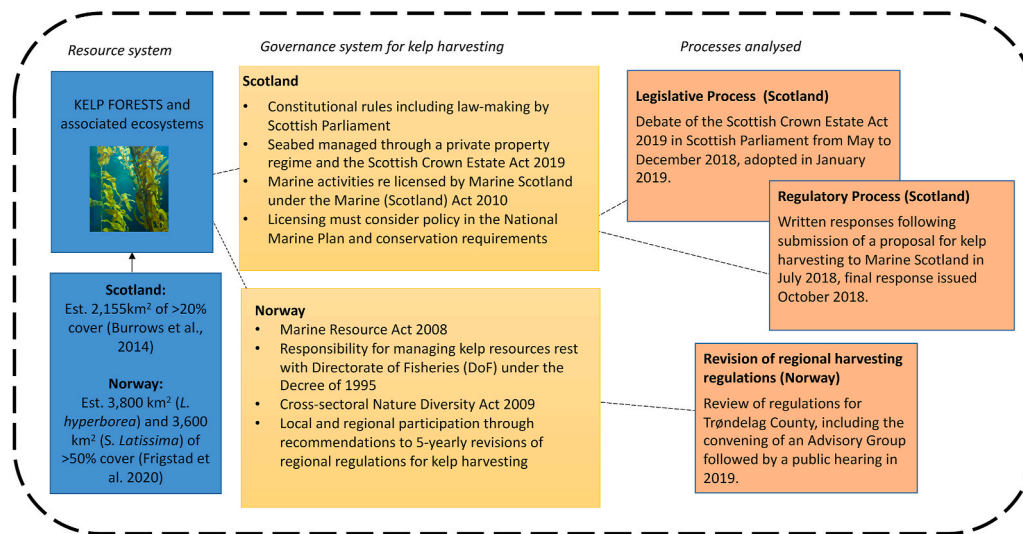 Resource system
Governance system for kelp harvesting
Processes analysed
KELP FORESTS and
associated ecosystems
Scotland:
Est. 2,155km² of >20%
cover (Burrows et al.,
2014)
Norway:
Est. 3,800 km² (L.
hyperborea) and 3,600
km² (S. Latissima) of
>50% cover (Frigstad
et al. 2020)
Scotland
• Constitutional rules including law-making by
Scottish Parliament
• Seabed managed through a private property
regime and the Scottish Crown Estate Act 2019
• Marine activities re licensed by Marine Scotland
under the Marine (Scotland) Act 2010
• Licensing must consider policy in the National
Marine Plan and conservation requirements
Norway
• Marine Resource Act 2008
• Responsibility for managing kelp resources rest
with Directorate of Fisheries (DoF) under the
Decree of 1995
• Cross-sectoral Nature Diversity Act 2009
• Local and regional participation through
recommendations to 5-yearly revisions of
regional regulations for kelp harvesting
Legislative Process (Scotland)
Debate of the Scottish Crown Estate Act
2019 in Scottish Parliament from May to
December 2018, adopted in January
2019.
Regulatory Process (Scotland)
Written responses following
submission of a proposal for kelp
harvesting to Marine Scotland in
July 2018, final response issued
October 2018.
Revision of regional harvesting
regulations (Norway)
Review of regulations for
Trøndelag County, including the
convening of an Advisory Group
followed by a public hearing in
2019.